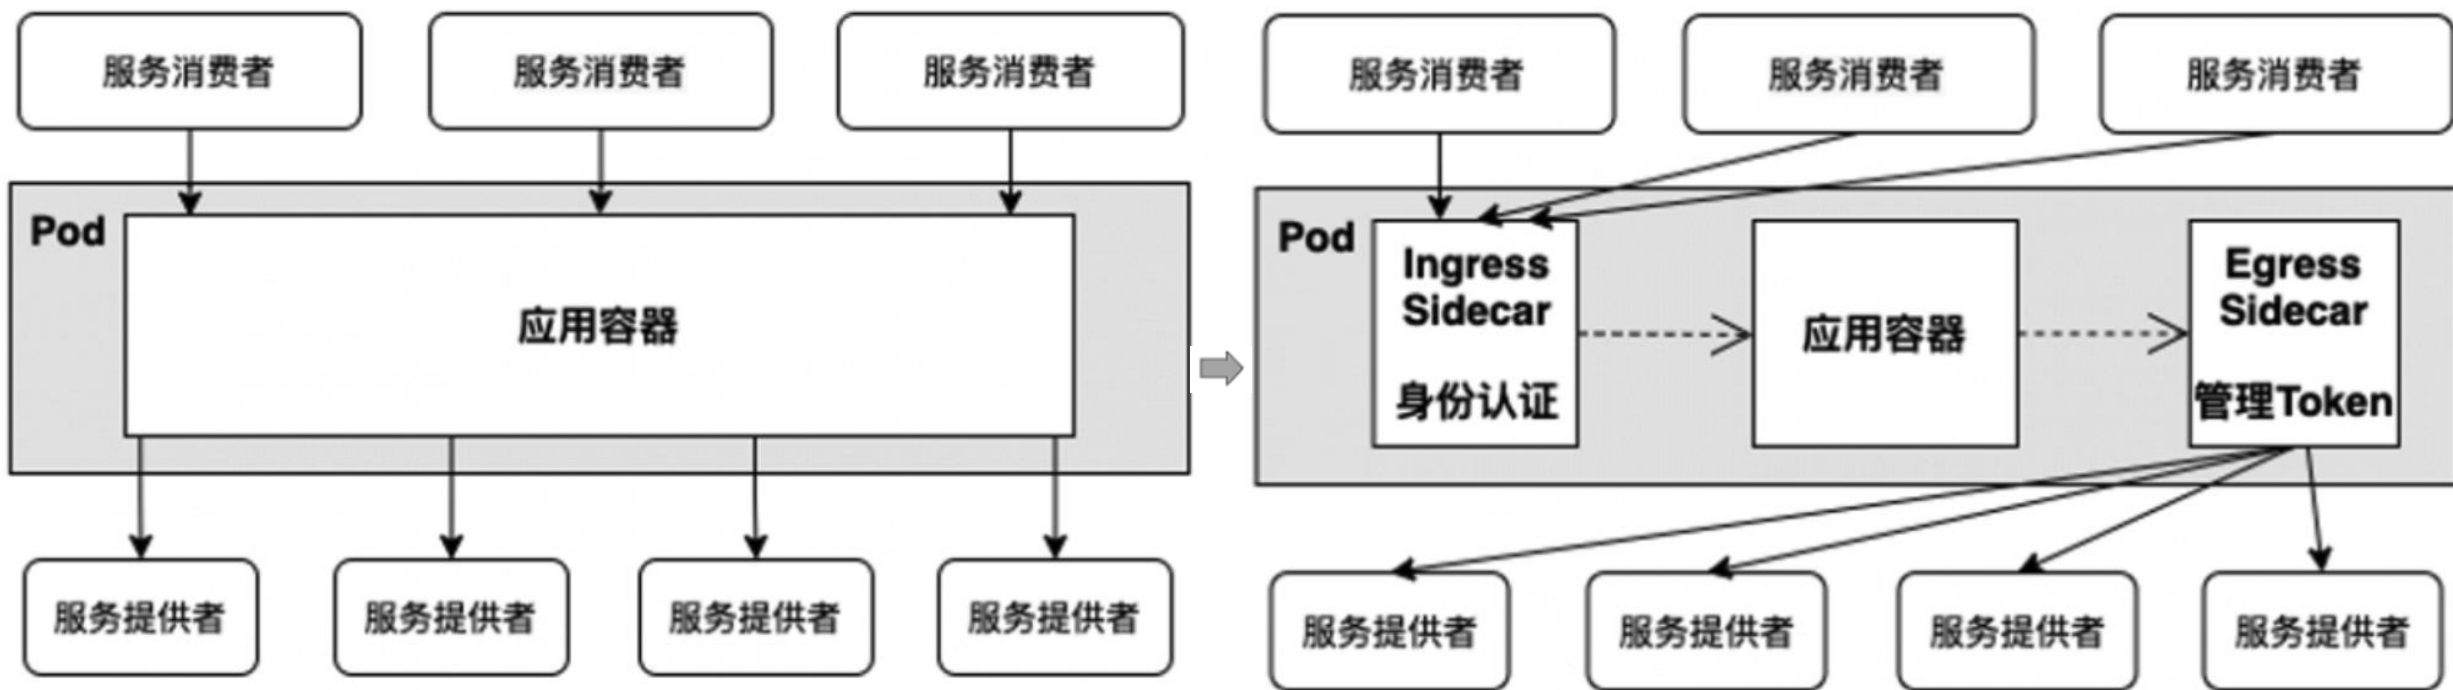 服务消费者
服务消费者
服务消费者
Pod
应用容器
服务提供者
服务提供者
服务提供者
服务提供者
服务消费者
服务消费者
服务消费者
Pod
Ingress
Sidecar
身份认证
应用容器
Egress
Sidecar
管理Token
服务提供者
服务提供者
服务提供者
服务提供者